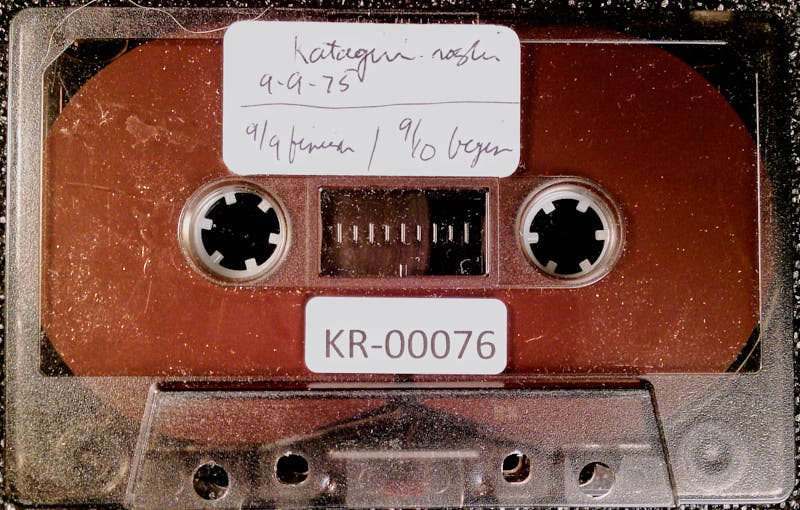 Katagiri-roshi
9-9-75
9/9 finish / 9/10 begin
KR-00076